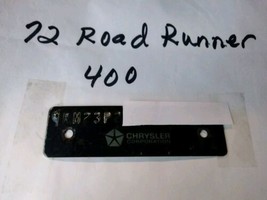 72 Road Runner
400
CHRYSLER
CORPORATION